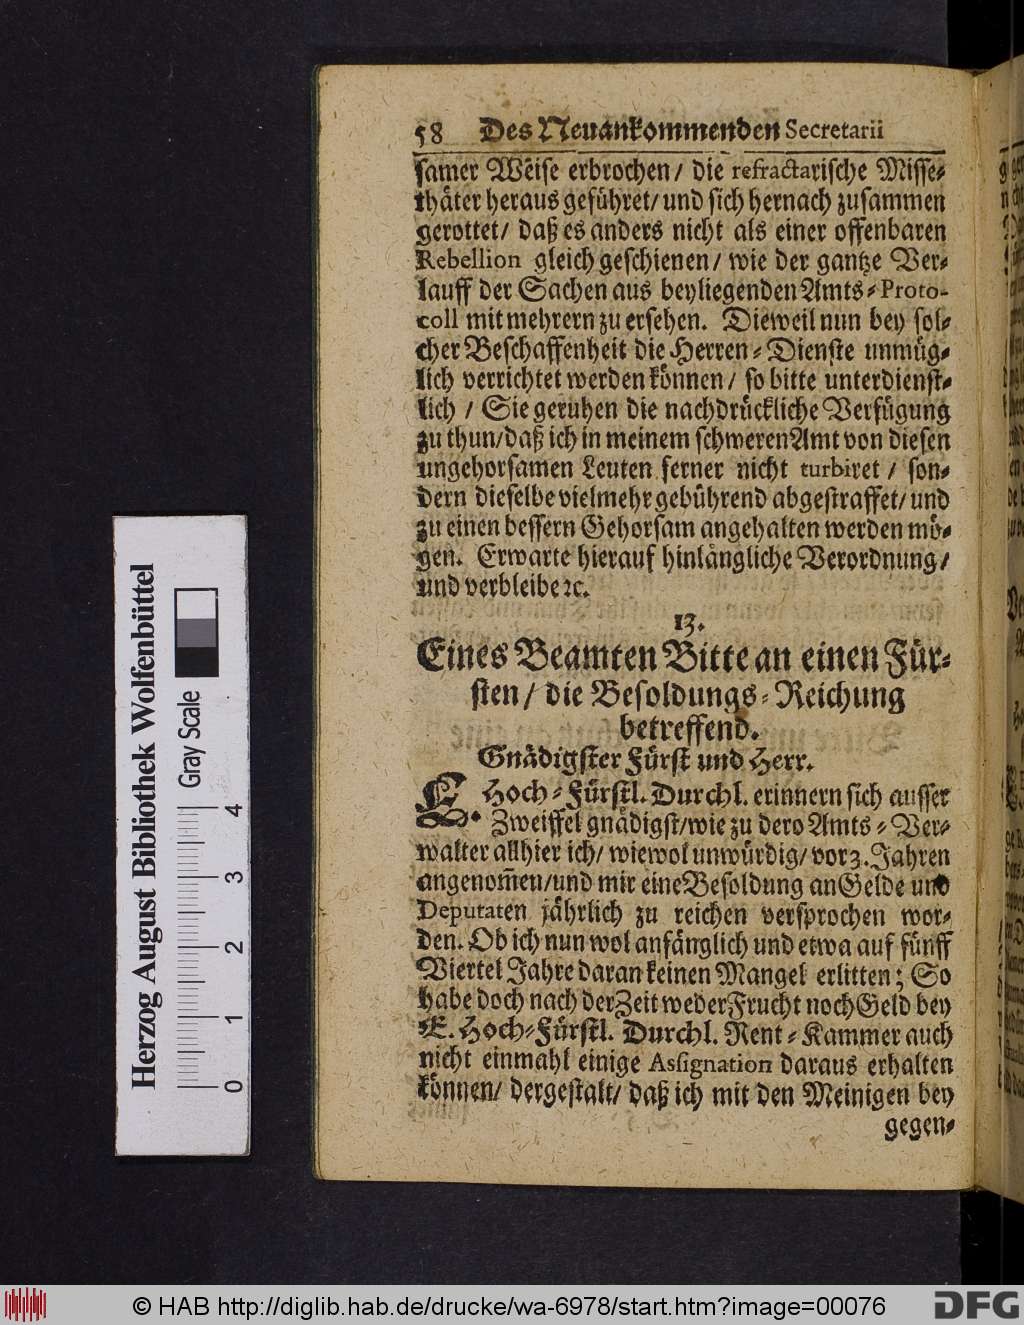 58 Des Neuankommenden Secretarii
samer Weise erbrochen/ die refractarische Misse-
thäter heraus geführet/ und sich hernach zusammen
gerottet/ daß es anders nicht als einer offenbaren
Rebellion gleich geschienen/ wie der gantze Ver-
lauff der Sachen aus beyliegenden Amts-Proto-
coll mit mehrern zu ersehen. Dieweil nun bey sol-
cher Beschaffenheit die Herren-Dienste unmüg-
lich verrichtet werden können/ so bitte unterdienst-
lich/ Sie geruhen die nachdrückliche Verfügung
zu thun/ daß ich in meinem schweren Amt von diesen
ungehorsamen Leuten ferner nicht turbiret/ son-
dern dieselbe vielmehr gebührend abgestraffet/ und
zu einen bessern Gehorsam angehalten werden mö-
gen. Erwarte hierauf hinlängliche Verordnung/
und verbleibe ꝛc.
13.
Eines Beamten Bitte an einen Für-
sten/ die Besoldungs-Reichung
betreffend.
Gnädigster Fürst und Herr.
E. Hoch-Fürstl. Durchl. erinnern sich ausser
Zweiffel gnädigst/ wie zu dero Amts-Ver-
walter allhier ich/ wiewol unwürdig/ vor 3. Jahren
angenom̄en/ und mir eine Besoldung an Gelde und
Deputaten jährlich zu reichen versprochen wor-
den. Ob ich nun wol anfänglich und etwa auf fünff
Viertel Jahre daran keinen Mangel erlitten; So
habe doch nach der Zeit weder Frucht noch Geld bey
E. Hoch-Fürstl. Durchl. Rent-Kammer auch
nicht einmahl einige Assignation daraus erhalten
können/ dergestalt/ daß ich mit den Meinigen bey
gegen-
Herzog August Bibliothek Wolfenbüttel
Gray Scale
0 1 2 3 4
© HAB http://diglib.hab.de/drucke/wa-6978/start.htm?image=00076
DFG